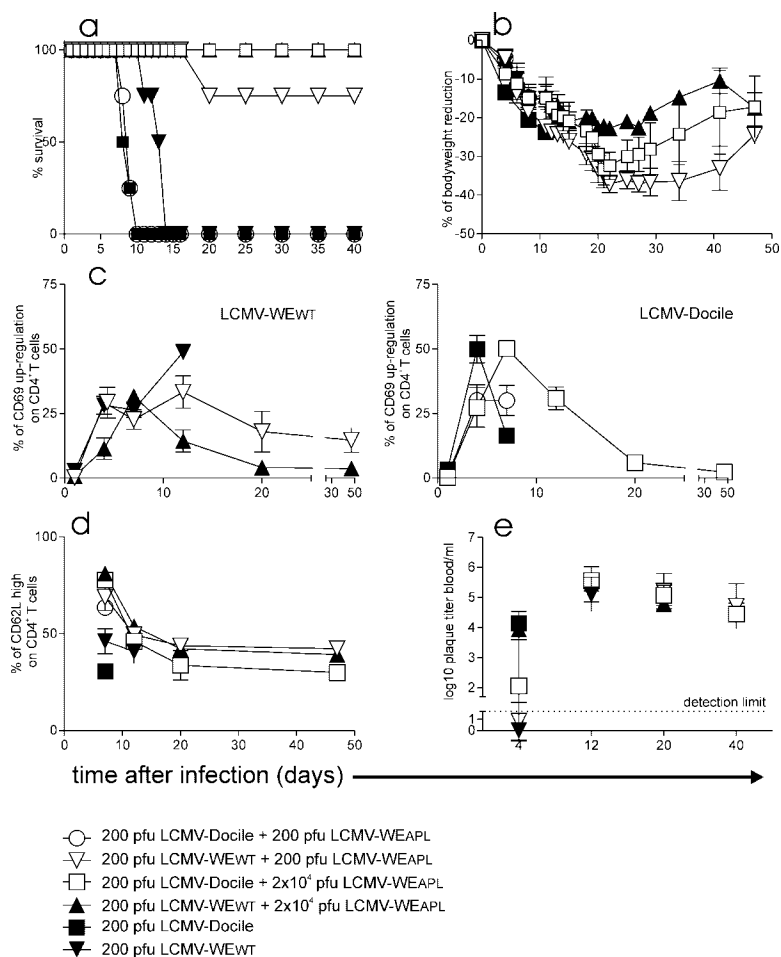 a
100
50
0
% survival
0 5 10 15 20 25 30 35 40
b
0
-10
-20
-30
-40
-50
% of bodyweight reduction
0 10 20 30 40 50
c
LCMV-WEWT
75
50
25
0
% of CD69 up-regulation
on CD4+T cells
0 10 20 30 50
LCMV-Docile
75
50
25
0
% of CD69 up-regulation
on CD4+T cells
0 10 20 30 50
d
100
50
0
% of CD62L high
on CD4+ T cells
0 10 20 30 40 50
e
7
6
5
4
3
2
1
0
log10 plaque titer blood/ml
detection limit
4 12 20 40
time after infection (days)
200 pfu LCMV-Docile + 200 pfu LCMV-WEAPL
200 pfu LCMV-WEWT + 200 pfu LCMV-WEAPL
200 pfu LCMV-Docile + 2x10⁴ pfu LCMV-WEAPL
200 pfu LCMV-WEWT + 2x10⁴ pfu LCMV-WEAPL
200 pfu LCMV-Docile
200 pfu LCMV-WEWT